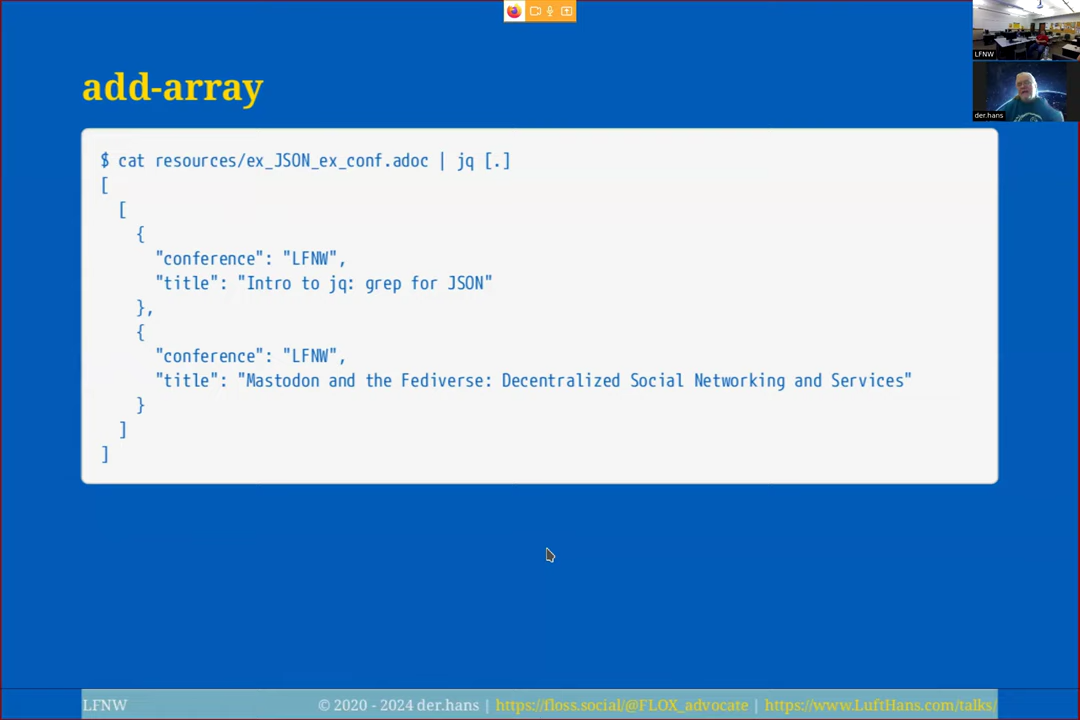 LFNW
der.hans
add-array
$ cat resources/ex_JSON_ex_conf.adoc | jq [.]
[
[
{
"conference": "LFNW",
"title": "Intro to jq: grep for JSON"
},
{
"conference": "LFNW",
"title": "Mastodon and the Fediverse: Decentralized Social Networking and Services"
}
]
]
LFNW © 2020 - 2024 der.hans | https://floss.social/@FLOX_advocate | https://www.LuftHans.com/talks/